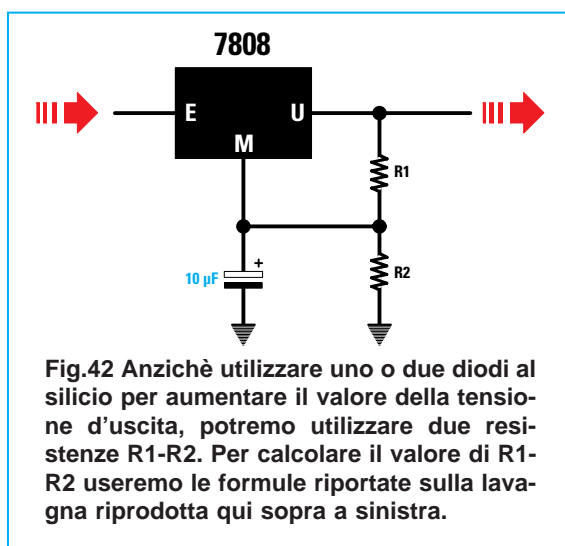 7808
E U
M
R1
+
10 µF
R2
Fig.42 Anzichè utilizzare uno o due diodi al
silicio per aumentare il valore della tensio-
ne d'uscita, potremo utilizzare due resi-
stenze R1-R2. Per calcolare il valore di R1-
R2 useremo le formule riportate sulla lava-
gna riprodotta qui sopra a sinistra.